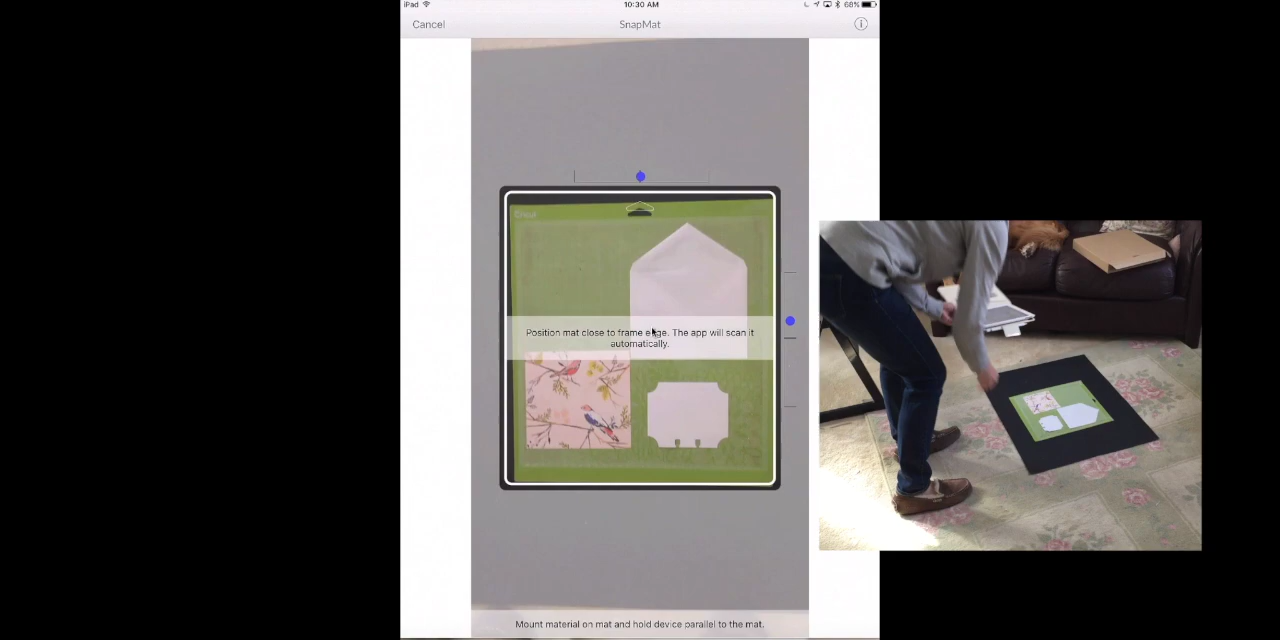 iPad 10:30 AM 68%
Cancel SnapMat
Cricut
Position mat close to frame edge. The app will scan it
automatically.
Mount material on mat and hold device parallel to the mat.